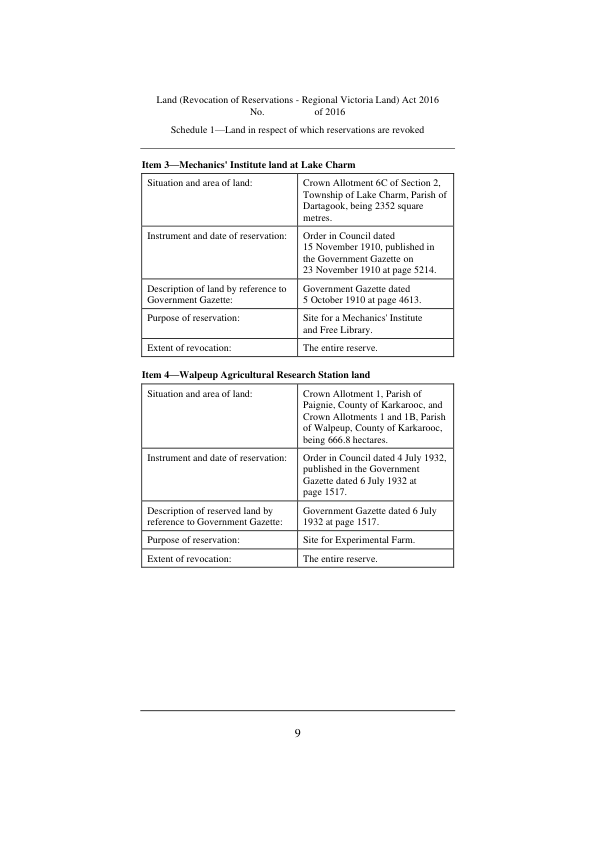 Land (Revocation of Reservations - Regional Victoria Land) Act 2016
No. of 2016
Schedule 1—Land in respect of which reservations are revoked
Item 3—Mechanics' Institute land at Lake Charm
Situation and area of land:
Crown Allotment 6C of Section 2,
Township of Lake Charm, Parish of
Dartagook, being 2352 square
metres.
Instrument and date of reservation:
Order in Council dated
15 November 1910, published in
the Government Gazette on
23 November 1910 at page 5214.
Description of land by reference to
Government Gazette:
Government Gazette dated
5 October 1910 at page 4613.
Purpose of reservation:
Site for a Mechanics' Institute
and Free Library.
Extent of revocation:
The entire reserve.
Item 4—Walpeup Agricultural Research Station land
Situation and area of land:
Crown Allotment 1, Parish of
Paignie, County of Karkarooc, and
Crown Allotments 1 and 1B, Parish
of Walpeup, County of Karkarooc,
being 666.8 hectares.
Instrument and date of reservation:
Order in Council dated 4 July 1932,
published in the Government
Gazette dated 6 July 1932 at
page 1517.
Description of reserved land by
reference to Government Gazette:
Government Gazette dated 6 July
1932 at page 1517.
Purpose of reservation:
Site for Experimental Farm.
Extent of revocation:
The entire reserve.
9